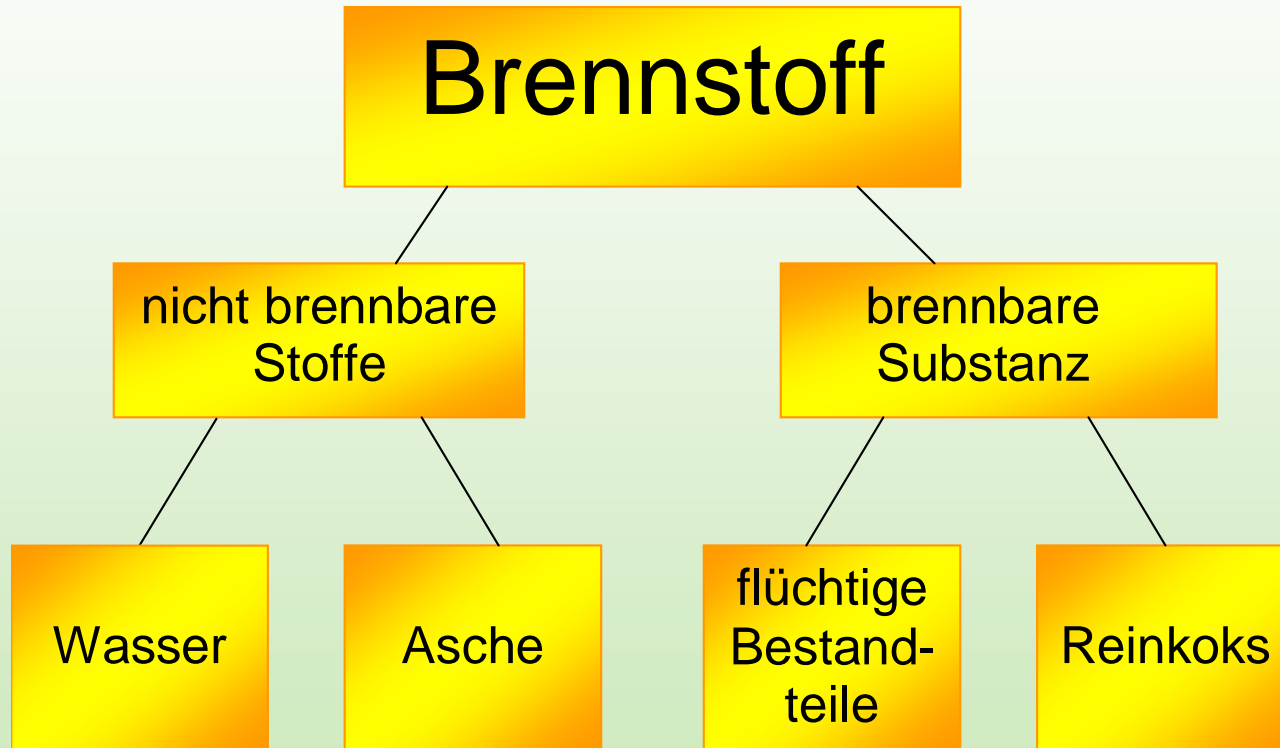 Brennstoff
nicht brennbare
Stoffe
brennbare
Substanz
Wasser
Asche
flüchtige
Bestand-
teile
Reinkoks